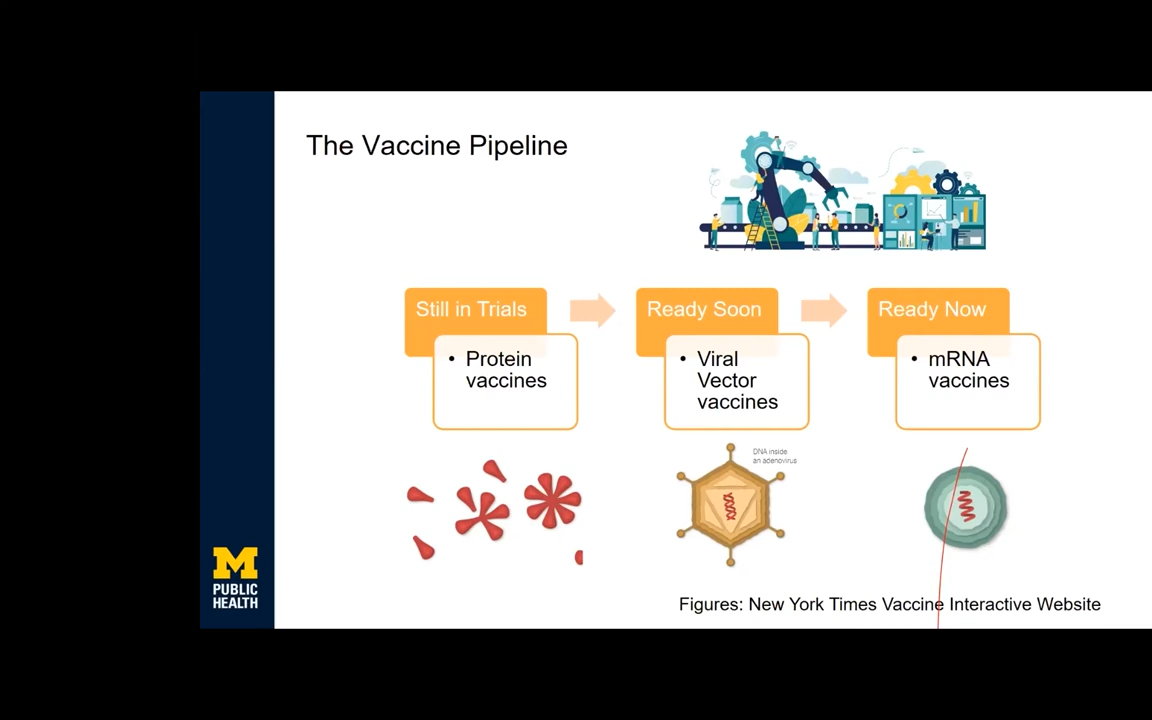 The Vaccine Pipeline
Still in Trials
• Protein
vaccines
Ready Soon
• Viral
Vector
vaccines
Ready Now
• mRNA
vaccines
DNA inside
an adenovirus
M
PUBLIC
HEALTH
Figures: New York Times Vaccine Interactive Website